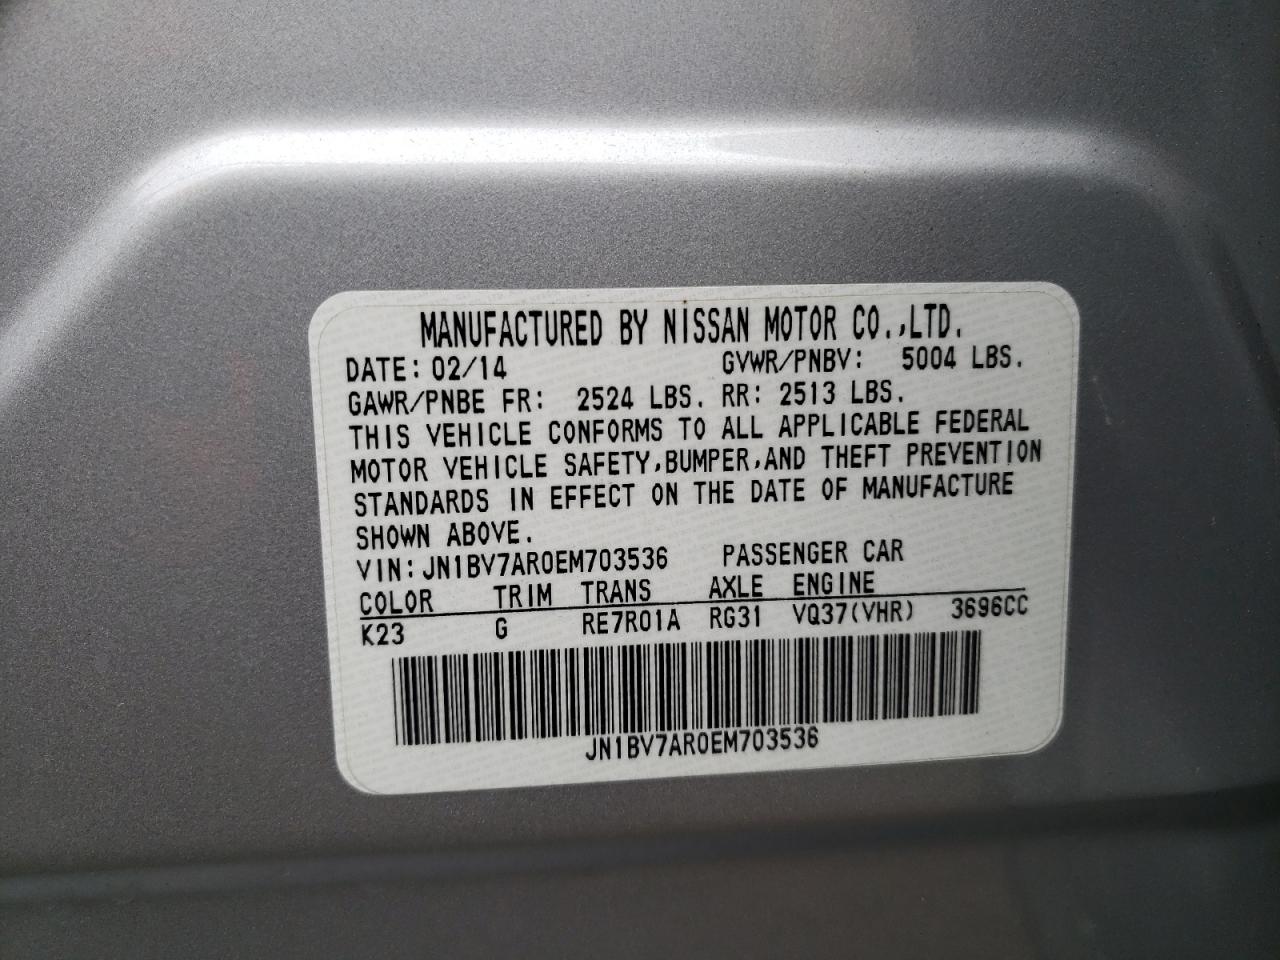 MANUFACTURED BY NISSAN MOTOR CO.,LTD.
DATE: 02/14 GVWR/PNBV: 5004 LBS.
GAWR/PNBE FR: 2524 LBS. RR: 2513 LBS.
THIS VEHICLE CONFORMS TO ALL APPLICABLE FEDERAL
MOTOR VEHICLE SAFETY,BUMPER,AND THEFT PREVENTION
STANDARDS IN EFFECT ON THE DATE OF MANUFACTURE
SHOWN ABOVE.
VIN: JN1BV7AR0EM703536 PASSENGER CAR
COLOR TRIM TRANS AXLE ENGINE
K23 G RE7R01A RG31 VQ37(VHR) 3696CC
JN1BV7AR0EM703536